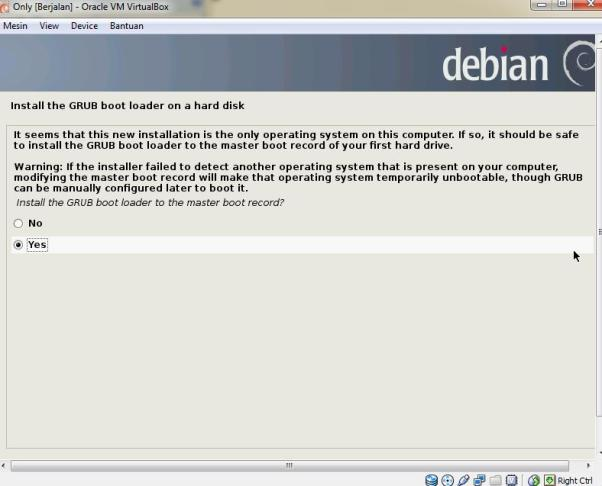 Only [Berjalan] - Oracle VM VirtualBox
Mesin View Device Bantuan
debian
Install the GRUB boot loader on a hard disk
It seems that this new installation is the only operating system on this computer. If so, it should be safe
to install the GRUB boot loader to the master boot record of your first hard drive.
Warning: If the installer failed to detect another operating system that is present on your computer,
modifying the master boot record will make that operating system temporarily unbootable, though GRUB
can be manually configured later to boot it.
Install the GRUB boot loader to the master boot record?
No
Yes
Right Ctrl